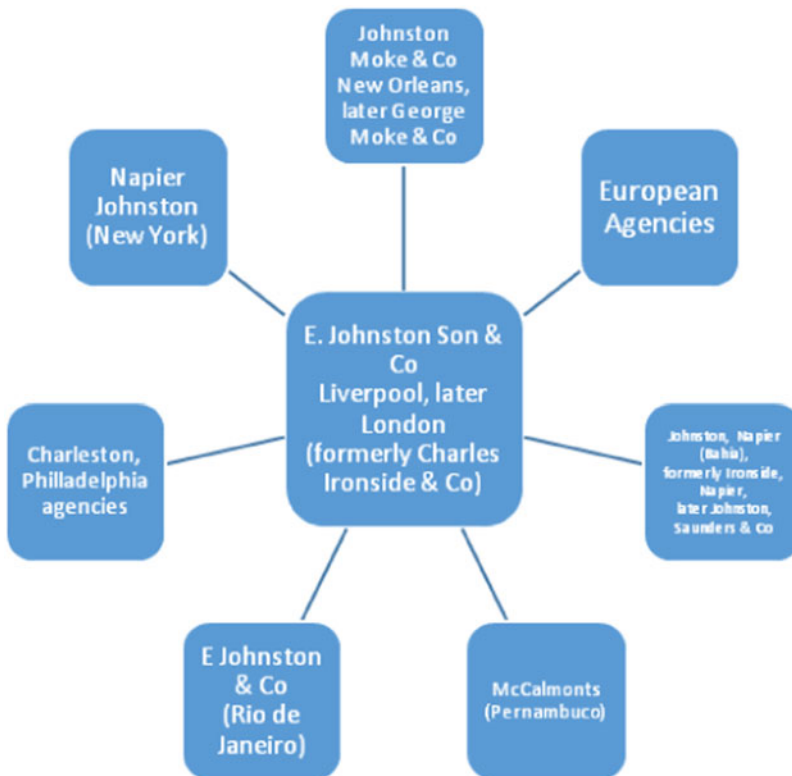 Johnston
Moke & Co
New Orleans,
later George
Moke & Co
Napier
Johnston
(New York)
European
Agencies
E. Johnston Son &
Co
Liverpool, later
London
(formerly Charles
Ironside & Co)
Charleston,
Philladelphia
agencies
Johnston, Napier
(Bahia),
formerly Ironside,
Napier,
later Johnston,
Saunders & Co
E Johnston
& Co
(Rio de
Janeiro)
McCalmonts
(Pernambuco)